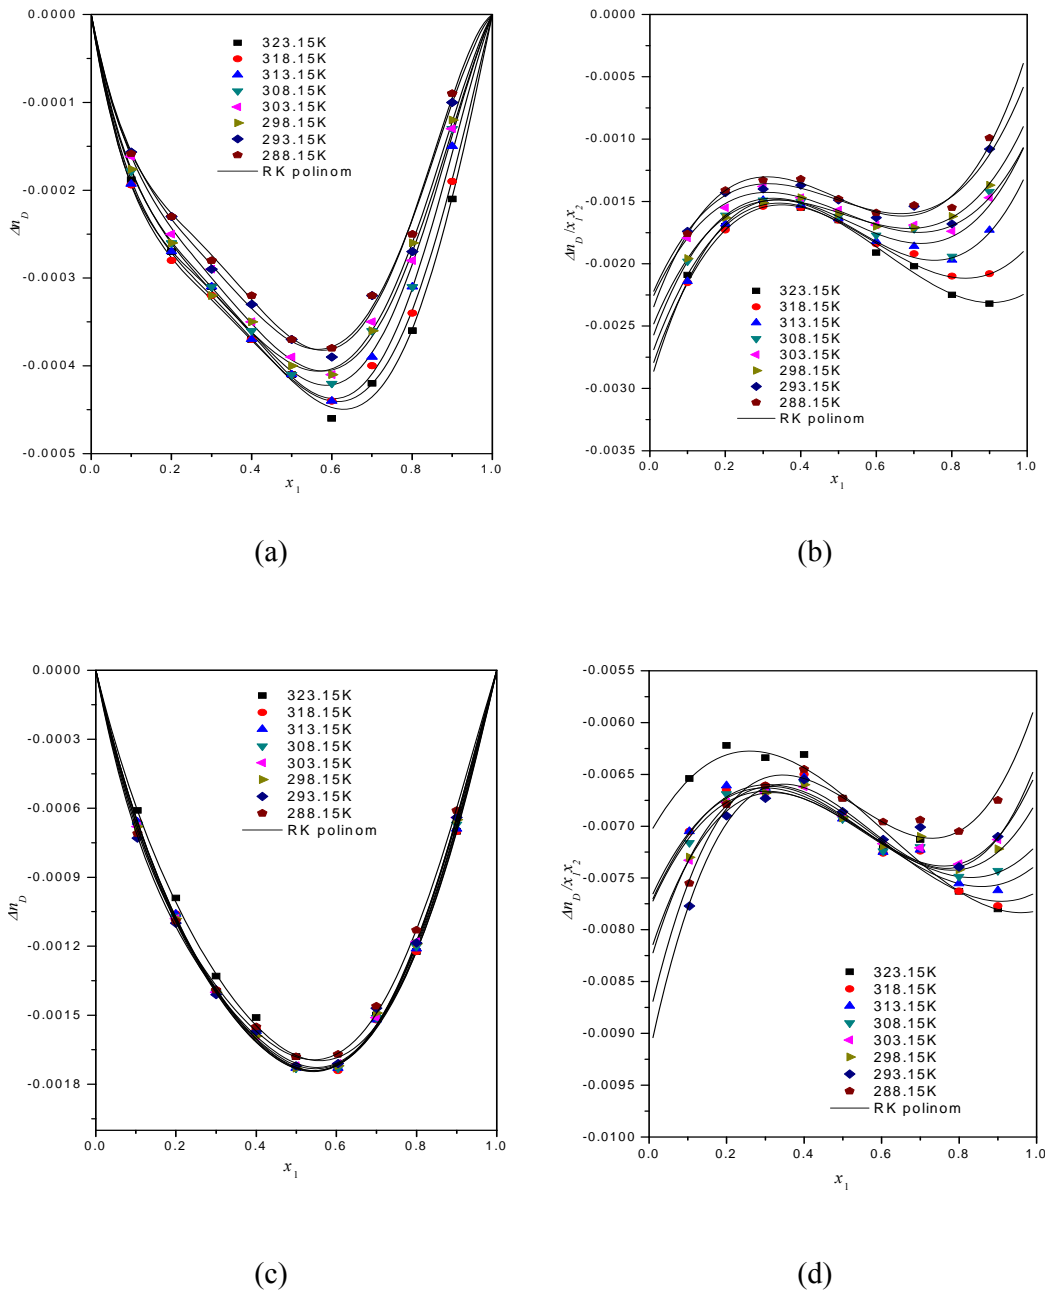 0.0000
-0.0001
-0.0002
-0.0003
-0.0004
-0.0005
0.0
0.2
0.4
0.6
0.8
1.0
Δn_D
x_1
323.15K
318.15K
313.15K
308.15K
303.15K
298.15K
293.15K
288.15K
RK polinom
(a)
0.0000
-0.0005
-0.0010
-0.0015
-0.0020
-0.0025
-0.0030
-0.0035
0.0
0.2
0.4
0.6
0.8
1.0
Δn_D/x_1x_2
x_1
323.15K
318.15K
313.15K
308.15K
303.15K
298.15K
293.15K
288.15K
RK polinom
(b)
0.0000
-0.0003
-0.0006
-0.0009
-0.0012
-0.0015
-0.0018
0.0
0.2
0.4
0.6
0.8
1.0
Δn_D
x_1
323.15K
318.15K
313.15K
308.15K
303.15K
298.15K
293.15K
288.15K
RK polinom
(c)
-0.0055
-0.0060
-0.0065
-0.0070
-0.0075
-0.0080
-0.0085
-0.0090
-0.0095
-0.0100
0.0
0.2
0.4
0.6
0.8
1.0
Δn_D/x_1x_2
x_1
323.15K
318.15K
313.15K
308.15K
303.15K
298.15K
293.15K
288.15K
RK polinom
(d)